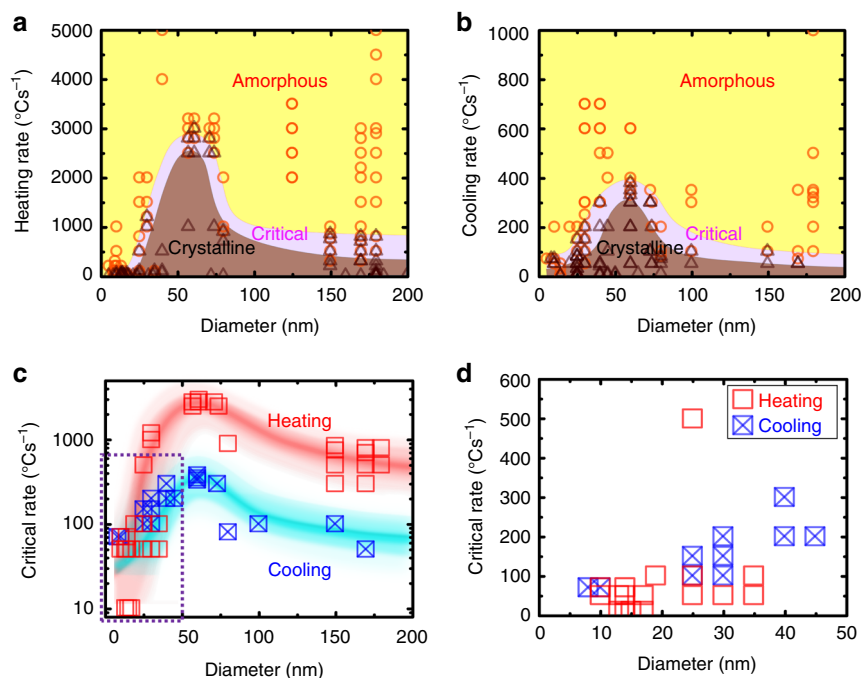 a
5000
4000
3000
2000
1000
0
Heating rate (°Cs⁻¹)
Amorphous
Critical
Crystalline
0 50 100 150 200
Diameter (nm)
b
1000
800
600
400
200
0
Cooling rate (°Cs⁻¹)
Amorphous
Critical
Crystalline
0 50 100 150 200
Diameter (nm)
c
1000
100
10
Critical rate (°Cs⁻¹)
Heating
Cooling
0 50 100 150 200
Diameter (nm)
d
600
500
400
300
200
100
0
Critical rate (°Cs⁻¹)
Heating
Cooling
0 10 20 30 40 50
Diameter (nm)